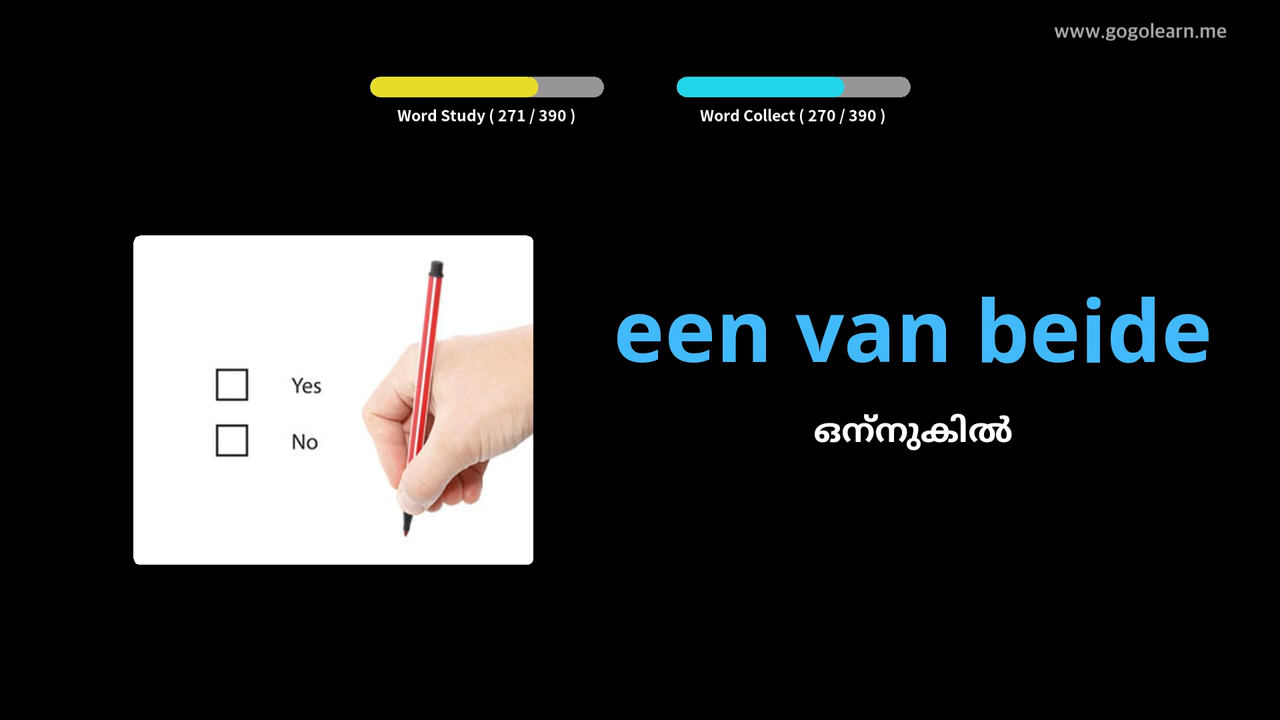 www.gogolearn.me
Word Study ( 271 / 390 )
Word Collect ( 270 / 390 )
een van beide
ഒന്നുകിൽ
Yes
No